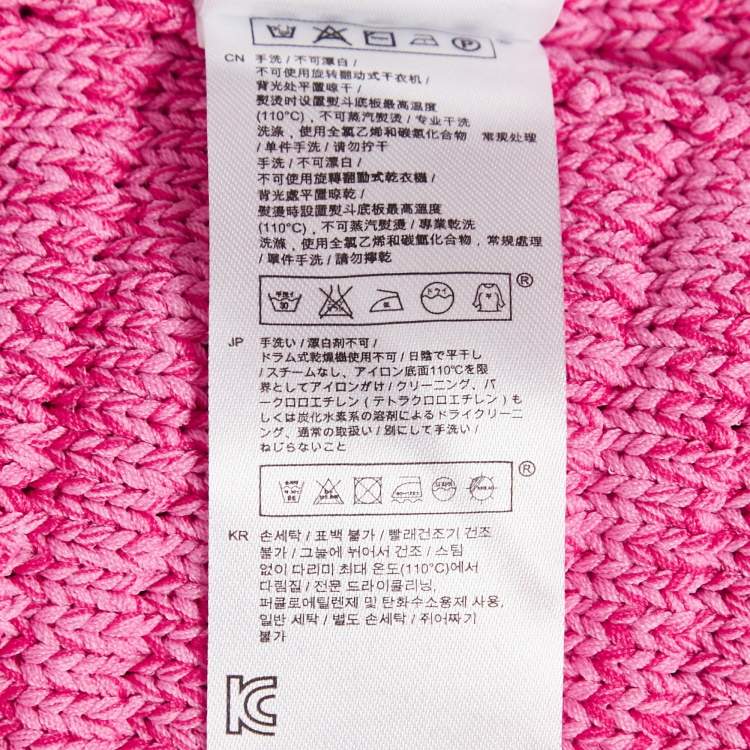 P
CN 手洗 / 不可漂白 /
不可使用旋转翻动式干衣机 /
背光处平置晾干 /
熨烫时设置熨斗底板最高温度
(110°C) , 不可蒸汽熨烫 / 专业干洗
洗涤 , 使用全氯乙烯和碳氢化合物 常规处理
/ 单件手洗 / 请勿拧干
手洗 / 不可漂白 /
不可使用旋轉翻動式乾衣機 /
背光處平置晾乾 /
熨燙時設置熨斗底板最高溫度
(110°C) , 不可蒸汽熨燙 / 專業乾洗
洗滌 , 使用全氯乙烯和碳氫化合物 , 常規處理
/ 單件手洗 / 請勿擰乾
手洗イ 30 低 ドライ ®
JP 手洗い / 漂白剤不可 /
ドラム式乾燥機使用不可 / 日陰で平干し
/ スチームなし、アイロン底面110℃を限
界としてアイロンがけ / クリーニング、パ
ークロロエチレン ( テトラクロロエチレン ) も
しくは炭化水素系の溶剤によるドライクリーニ
ング、通常の取扱い / 別にして手洗い /
ねじらないこと
®
KR 손세탁 / 표백 불가 / 빨래건조기 건조
불가 / 그늘에 뉘어서 건조 / 스팀
없이 다리미 최대 온도(110°C)에서
다림질 / 전문 드라이클리닝,
퍼클로에틸렌제 및 탄화수소용제 사용,
일반 세탁 / 별도 손세탁 / 쥐어짜기
불가
KC